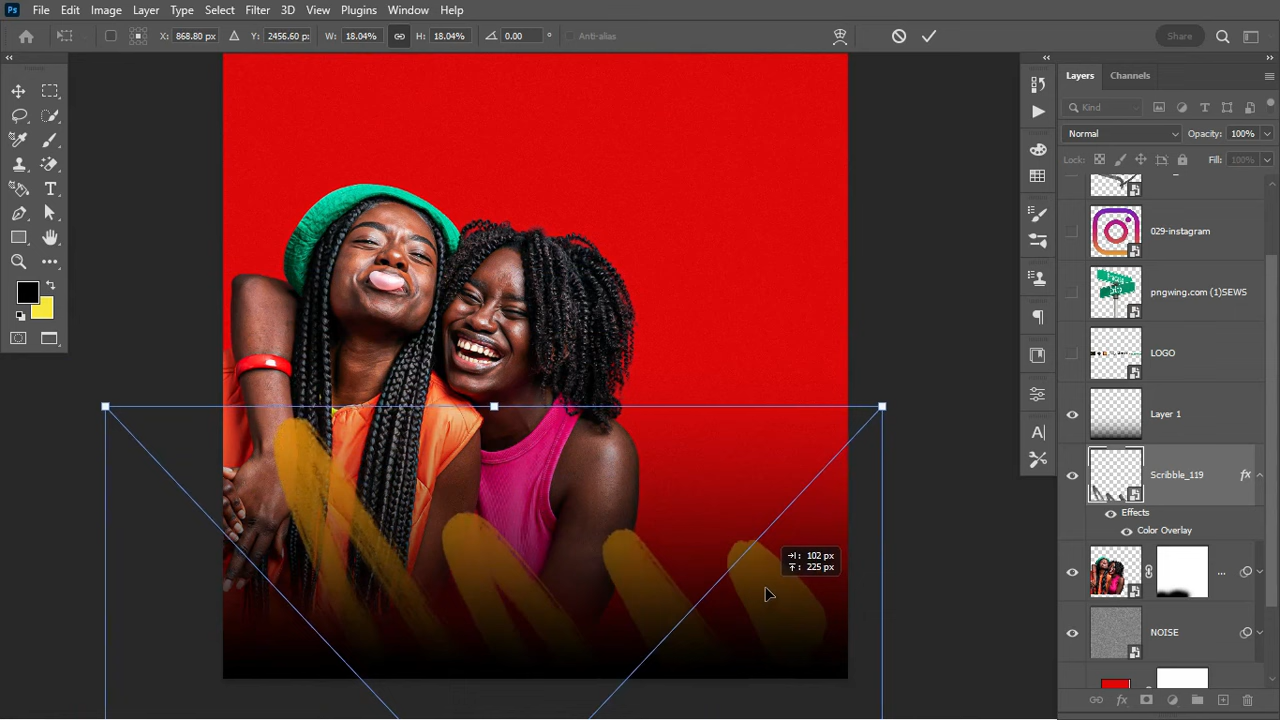 Ps File Edit Image Layer Type Select Filter 3D View Plugins Window Help
X: 868.80 px Y: 2456.60 px W: 18.04% H: 18.04% 0.00 ° Anti-alias Share
Layers Channels
Kind
Normal Opacity: 100%
Lock: Fill: 100%
029-instagram
pngwing.com (1)SEWS
LOGO
Layer 1
Scribble_119 fx
Effects
Color Overlay
...
NOISE
102 px
225 px